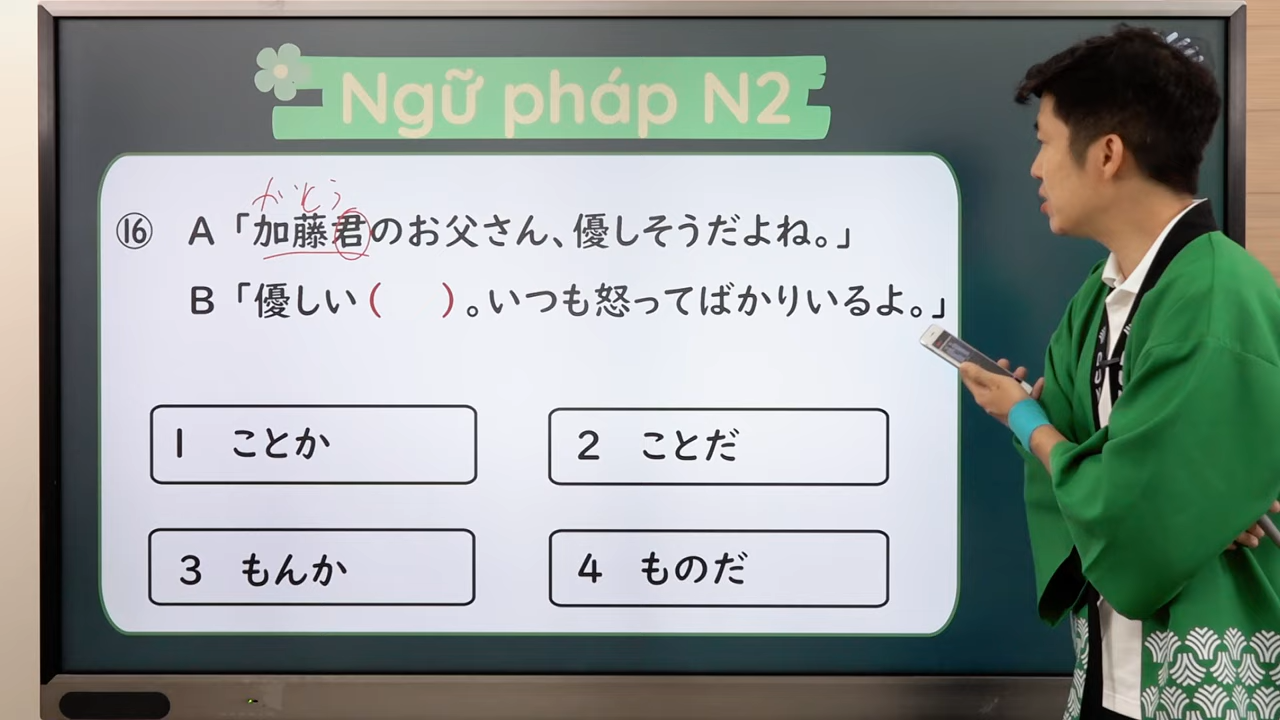 Ngữ pháp N2
かとう
⑯ A「加藤君のお父さん、優しそうだよね。」
B「優しい( )。いつも怒ってばかりいるよ。」
1 ことか
2 ことだ
3 もんか
4 ものだ